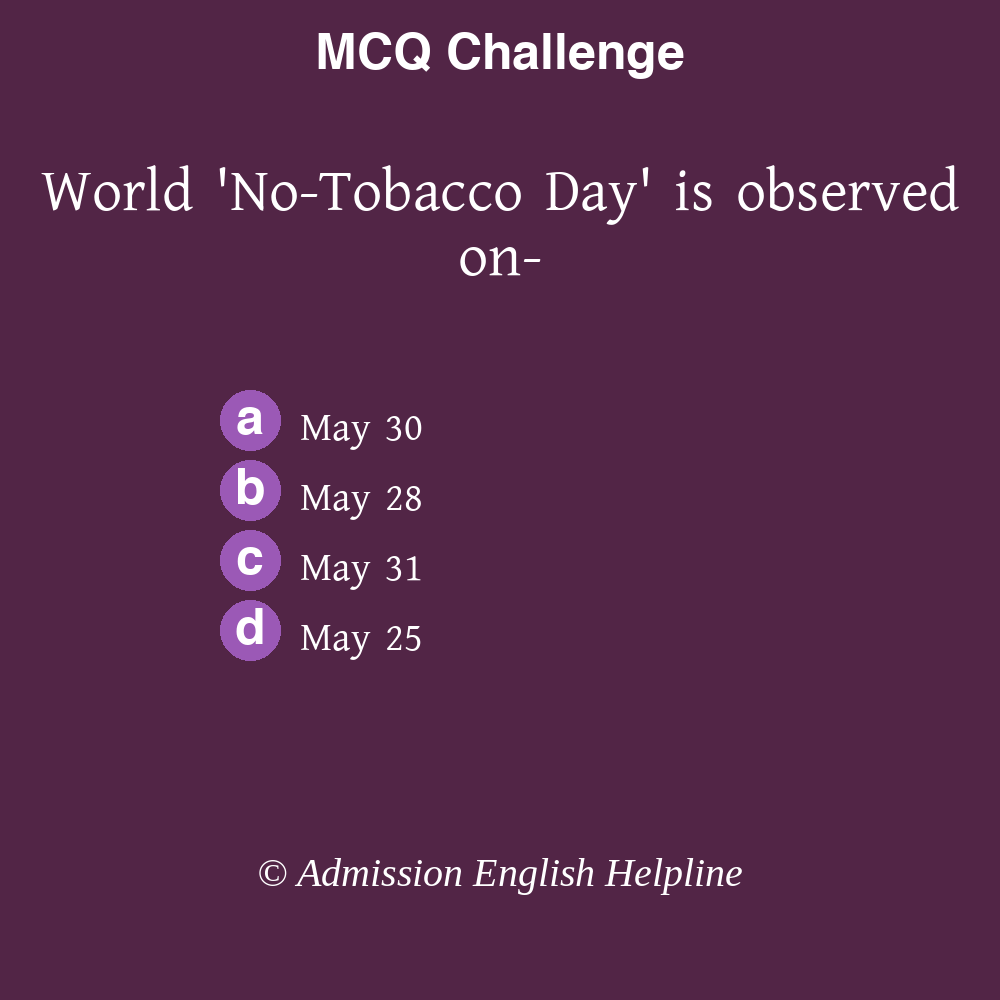 MCQ Challenge
World 'No-Tobacco Day' is observed
on-
a May 30
b May 28
c May 31
d May 25
© Admission English Helpline